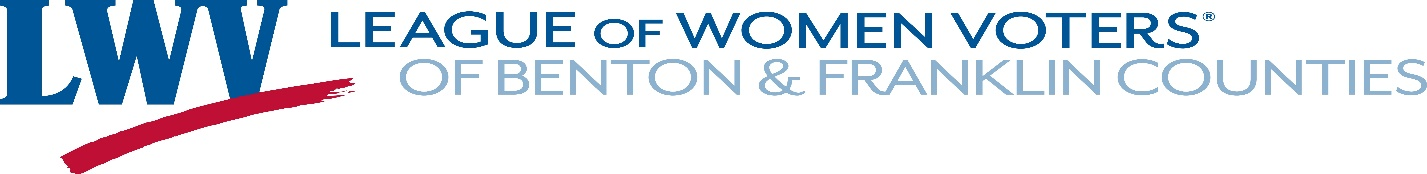 LWV LEAGUE OF WOMEN VOTERS®
OF BENTON & FRANKLIN COUNTIES